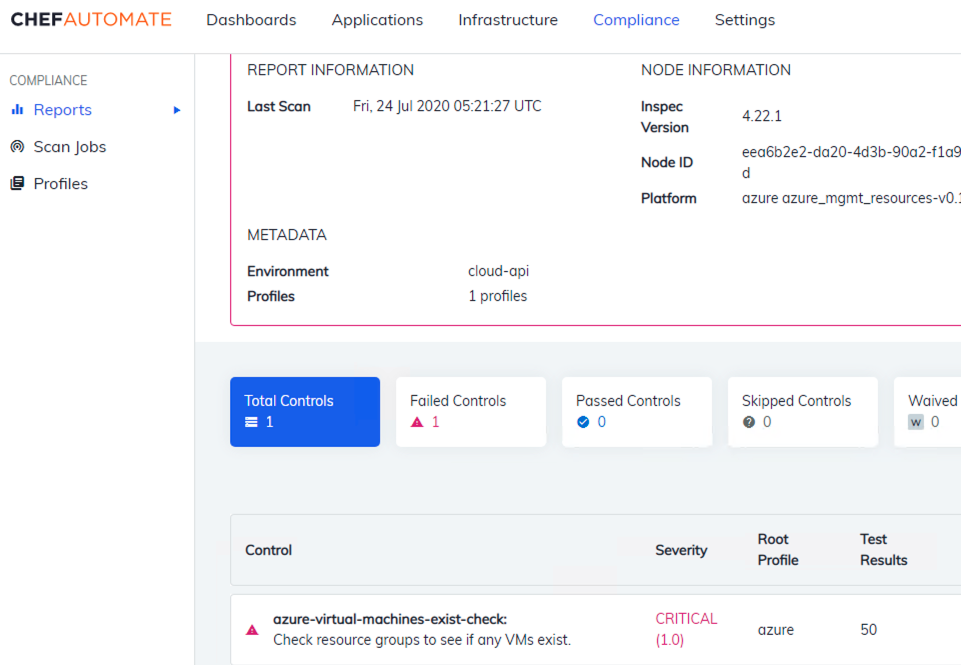 CHEFAUTOMATE Dashboards Applications Infrastructure Compliance Settings
COMPLIANCE
Reports
Scan Jobs
Profiles
REPORT INFORMATION
Last Scan Fri, 24 Jul 2020 05:21:27 UTC
NODE INFORMATION
Inspec
Version
4.22.1
Node ID
eea6b2e2-da20-4d3b-90a2-f1a9
d
Platform azure azure_mgmt_resources-v0.1
METADATA
Environment cloud-api
Profiles 1 profiles
Total Controls
1
Failed Controls
1
Passed Controls
0
Skipped Controls
0
Waived
W 0
Control
Severity
Root
Profile
Test
Results
azure-virtual-machines-exist-check:
Check resource groups to see if any VMs exist.
CRITICAL
(1.0)
azure
50